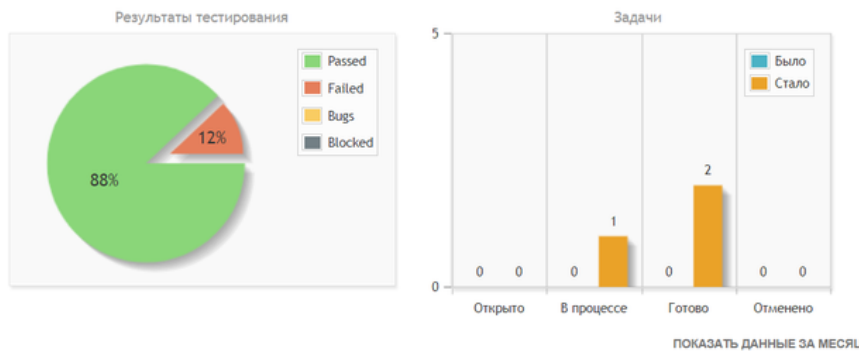 Результаты тестирования
Passed
Failed
Bugs
Blocked
12%
88%
Задачи
5
Было
Стало
2
1
0 0 0 0 0 0
0
Открыто В процессе Готово Отменено
ПОКАЗАТЬ ДАННЫЕ ЗА МЕСЯЦ